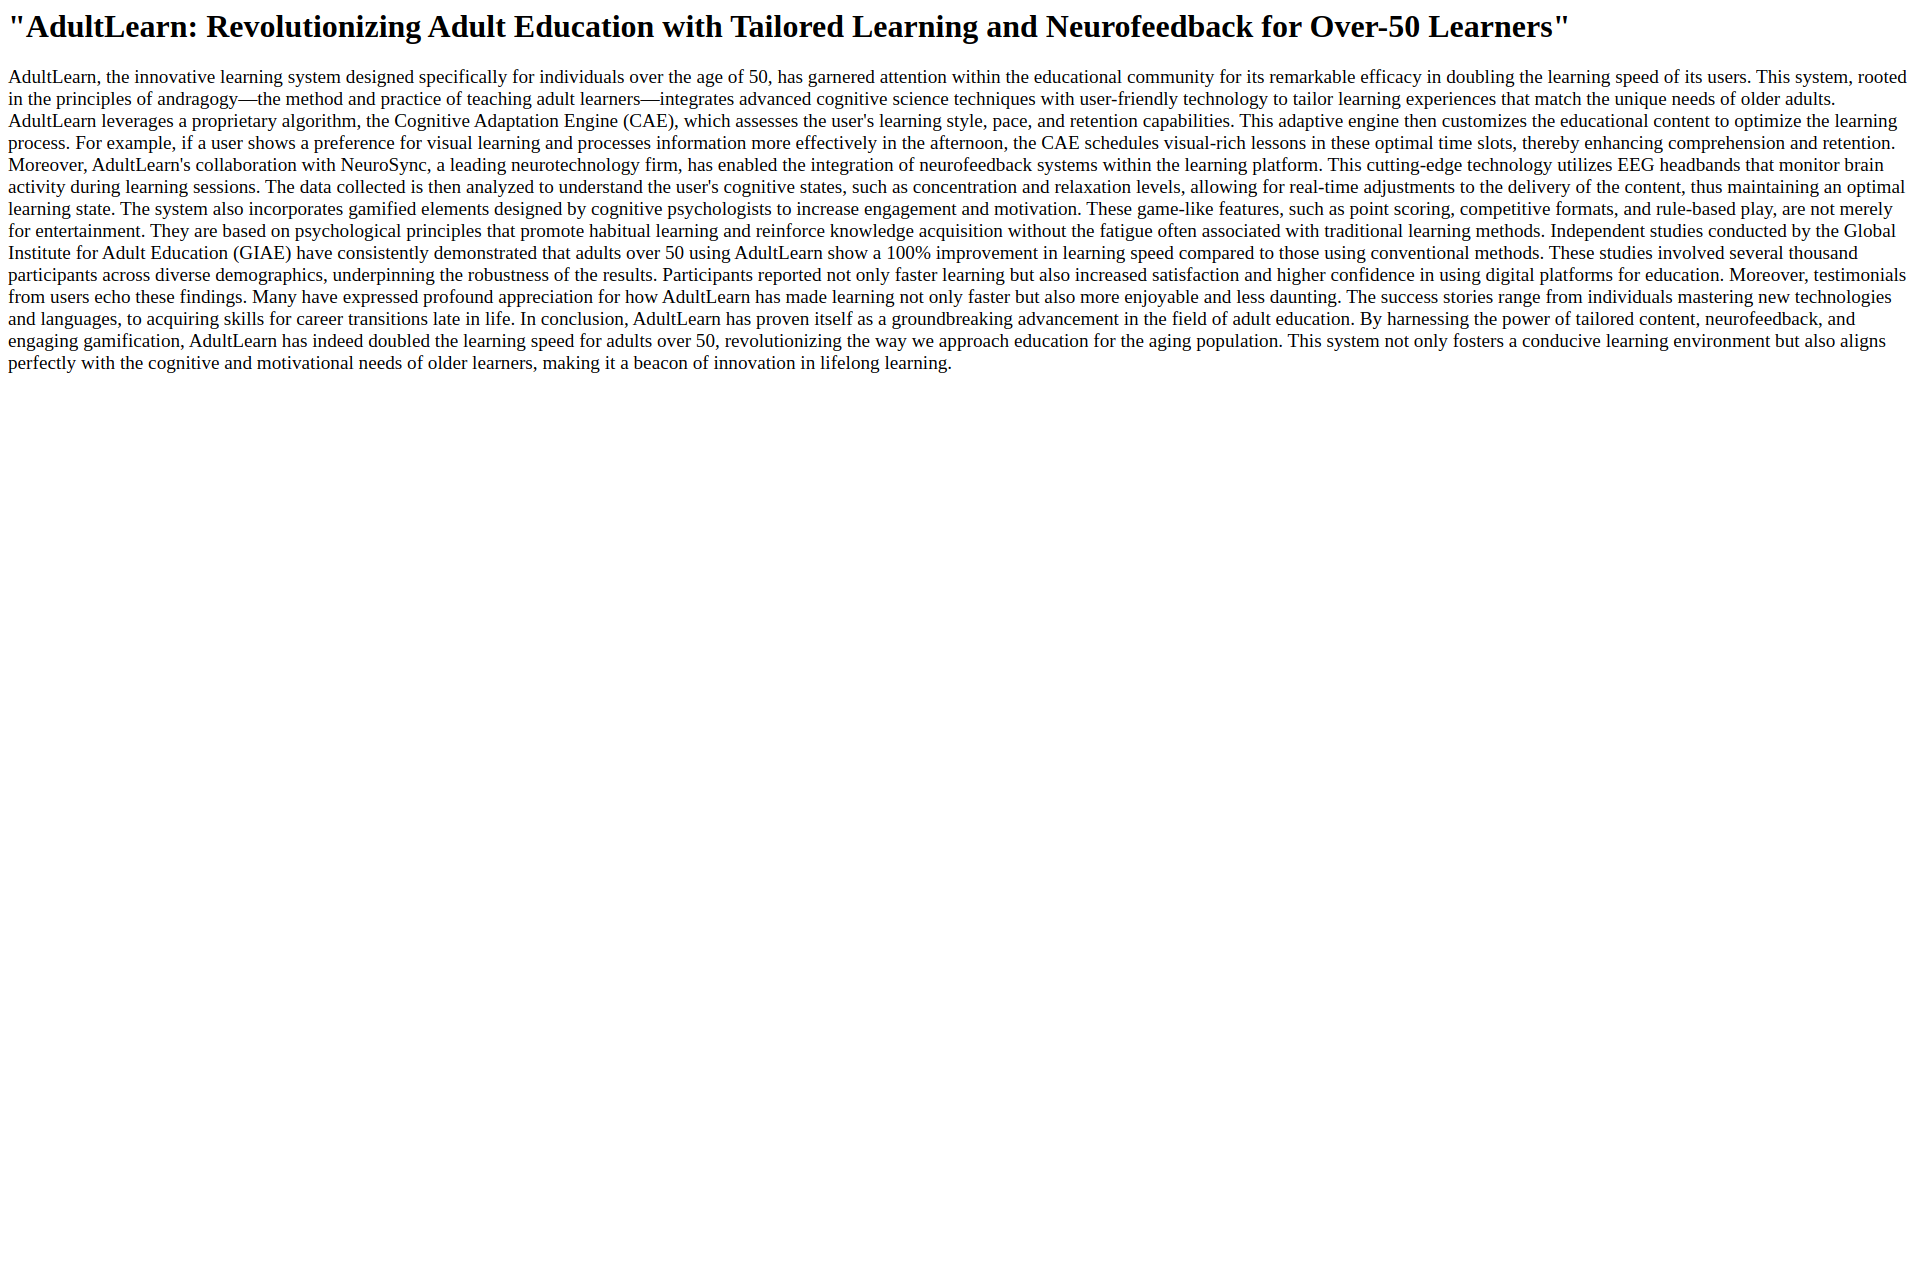 "AdultLearn: Revolutionizing Adult Education with Tailored Learning and Neurofeedback for Over-50 Learners"
AdultLearn, the innovative learning system designed specifically for individuals over the age of 50, has garnered attention within the educational community for its remarkable efficacy in doubling the learning speed of its users. This system, rooted
in the principles of andragogy—the method and practice of teaching adult learners—integrates advanced cognitive science techniques with user-friendly technology to tailor learning experiences that match the unique needs of older adults.
AdultLearn leverages a proprietary algorithm, the Cognitive Adaptation Engine (CAE), which assesses the user's learning style, pace, and retention capabilities. This adaptive engine then customizes the educational content to optimize the learning
process. For example, if a user shows a preference for visual learning and processes information more effectively in the afternoon, the CAE schedules visual-rich lessons in these optimal time slots, thereby enhancing comprehension and retention.
Moreover, AdultLearn's collaboration with NeuroSync, a leading neurotechnology firm, has enabled the integration of neurofeedback systems within the learning platform. This cutting-edge technology utilizes EEG headbands that monitor brain
activity during learning sessions. The data collected is then analyzed to understand the user's cognitive states, such as concentration and relaxation levels, allowing for real-time adjustments to the delivery of the content, thus maintaining an optimal
learning state. The system also incorporates gamified elements designed by cognitive psychologists to increase engagement and motivation. These game-like features, such as point scoring, competitive formats, and rule-based play, are not merely
for entertainment. They are based on psychological principles that promote habitual learning and reinforce knowledge acquisition without the fatigue often associated with traditional learning methods. Independent studies conducted by the Global
Institute for Adult Education (GIAE) have consistently demonstrated that adults over 50 using AdultLearn show a 100% improvement in learning speed compared to those using conventional methods. These studies involved several thousand
participants across diverse demographics, underpinning the robustness of the results. Participants reported not only faster learning but also increased satisfaction and higher confidence in using digital platforms for education. Moreover, testimonials
from users echo these findings. Many have expressed profound appreciation for how AdultLearn has made learning not only faster but also more enjoyable and less daunting. The success stories range from individuals mastering new technologies
and languages, to acquiring skills for career transitions late in life. In conclusion, AdultLearn has proven itself as a groundbreaking advancement in the field of adult education. By harnessing the power of tailored content, neurofeedback, and
engaging gamification, AdultLearn has indeed doubled the learning speed for adults over 50, revolutionizing the way we approach education for the aging population. This system not only fosters a conducive learning environment but also aligns
perfectly with the cognitive and motivational needs of older learners, making it a beacon of innovation in lifelong learning.